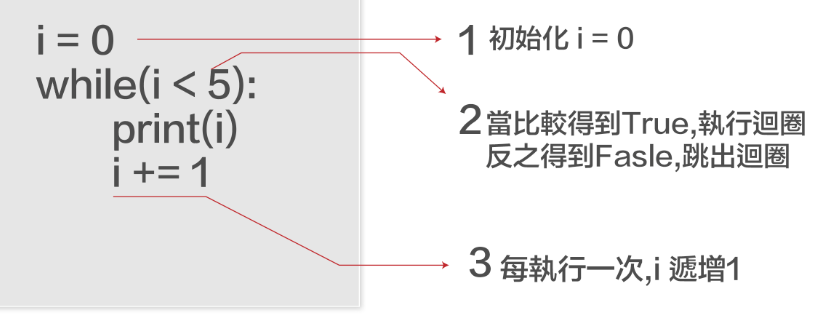 i = 0
while(i < 5):
print(i)
i += 1
1 初始化 i = 0
2 當比較得到True,執行迴圈
反之得到Fasle,跳出迴圈
3 每執行一次,i 遞增1